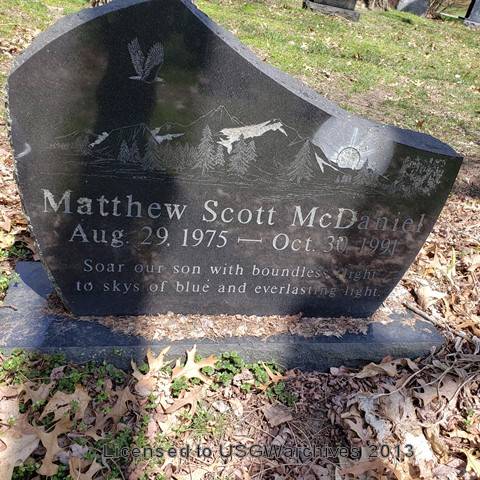 Matthew Scott McDaniel
Aug. 29, 1975 — Oct. 30, 1991
Soar our son with boundless flight
to skys of blue and everlasting light.
Licensed to USGWarchives 2013